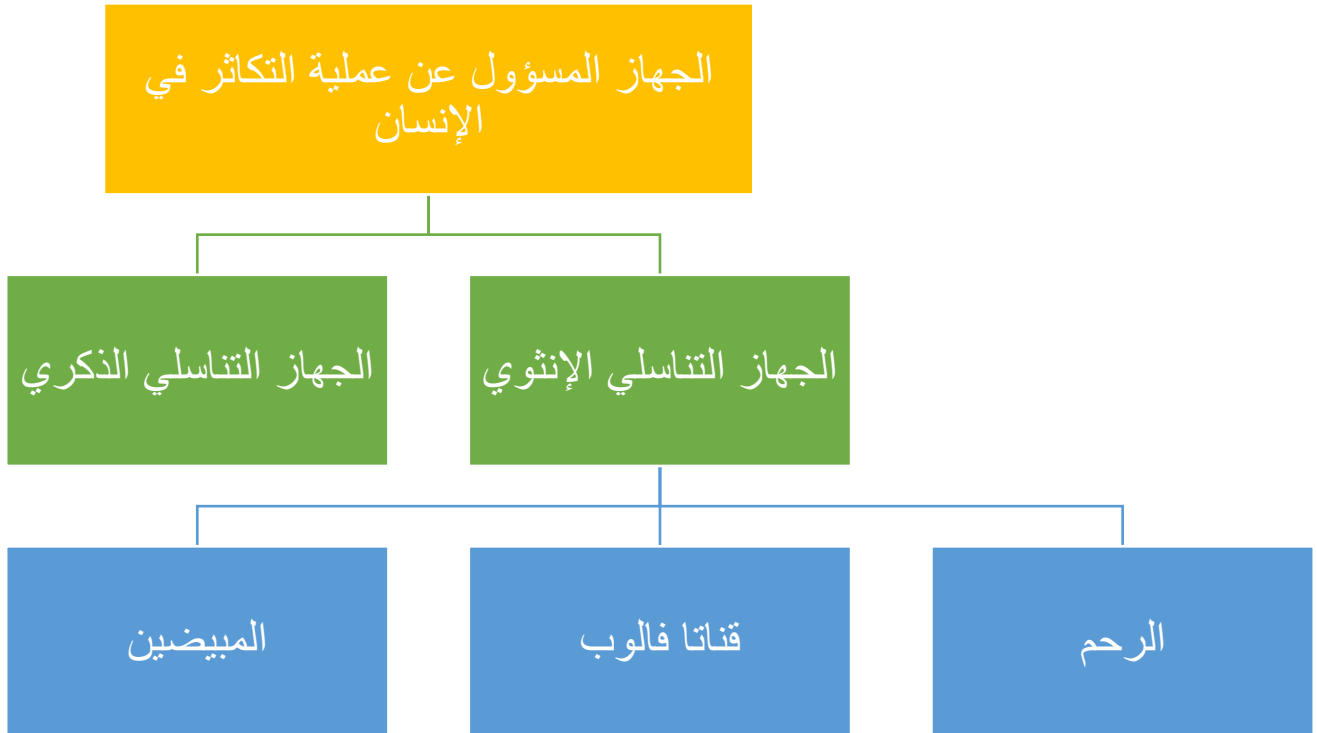 الجهاز المسؤول عن عملية التكاثر في
الإنسان
الجهاز التناسلي الإنثوي
الجهاز التناسلي الذكري
الرحم
قناتا فالوب
المبيضين